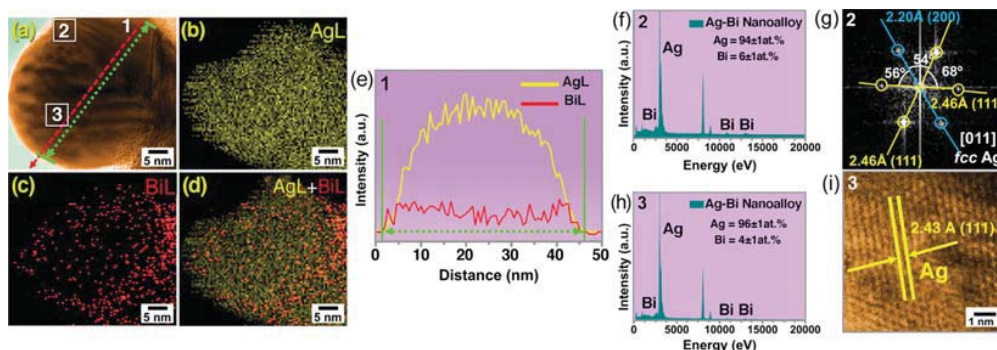 (a)
2
1
3
5 nm
(b)
AgL
5 nm
(c)
BiL
5 nm
(d)
AgL+BiL
5 nm
(e)
1
AgL
BiL
Intensity (a.u.)
0 10 20 30 40 50
Distance (nm)
(f)
2
Ag-Bi Nanoalloy
Ag = 94±1at.%
Bi = 6±1at.%
Ag
Bi
Bi Bi
Intensity (a.u.)
0 5000 10000 15000 20000
Energy (eV)
(g)
2
2.20A (200)
54°
56°
68°
2.46A (111)
2.46A (111)
[011]
fcc Ag
(h)
3
Ag-Bi Nanoalloy
Ag = 96±1at.%
Bi = 4±1at.%
Ag
Bi
Bi Bi
Intensity (a.u.)
0 5000 10000 15000 20000
Energy (eV)
(i)
3
2.43 A (111)
Ag
1 nm